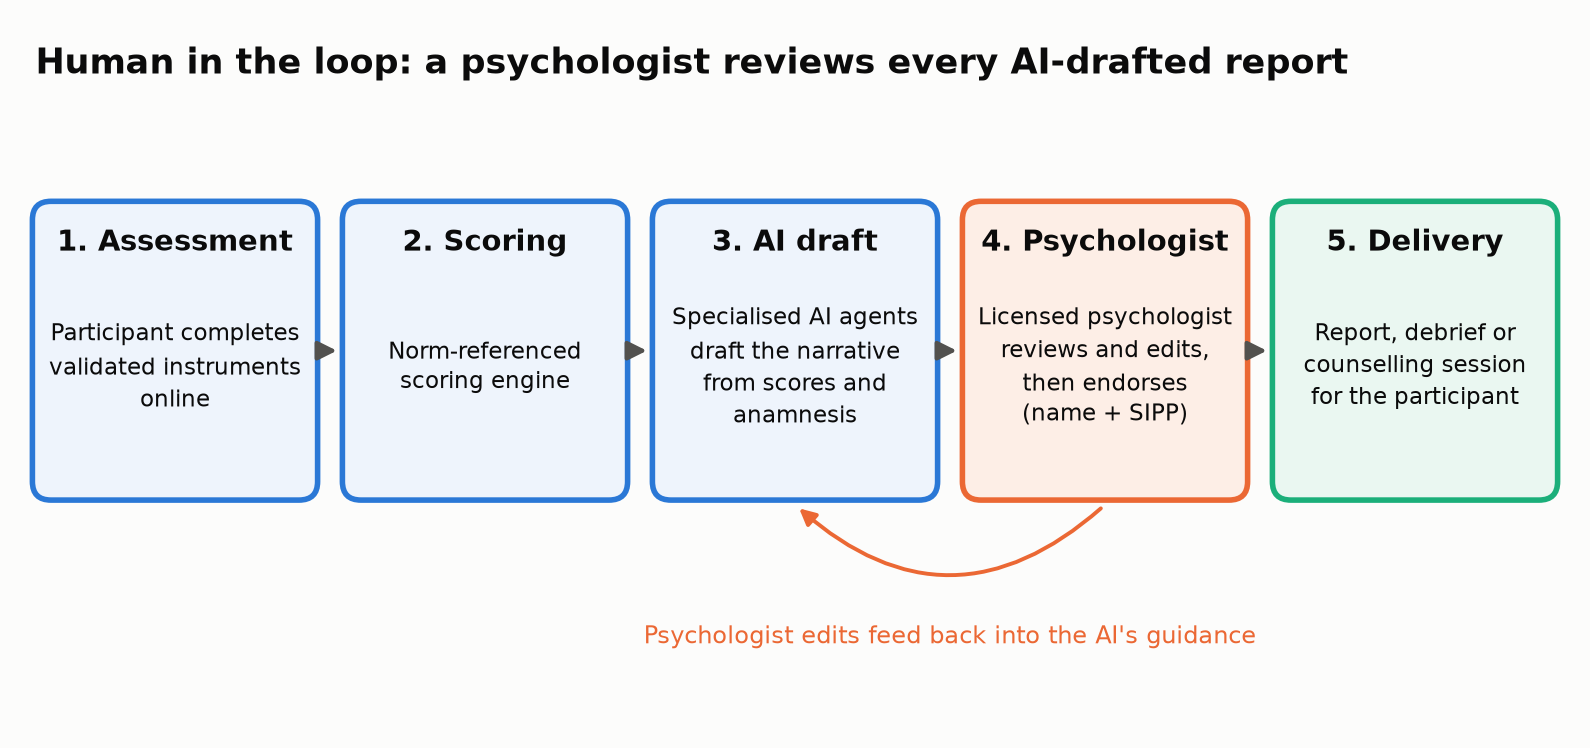 Human in the loop: a psychologist reviews every AI-drafted report
1. Assessment
Participant completes
validated instruments
online
2. Scoring
Norm-referenced
scoring engine
3. AI draft
Specialised AI agents
draft the narrative
from scores and
anamnesis
4. Psychologist
Licensed psychologist
reviews and edits,
then endorses
(name + SIPP)
5. Delivery
Report, debrief or
counselling session
for the participant
Psychologist edits feed back into the AI's guidance